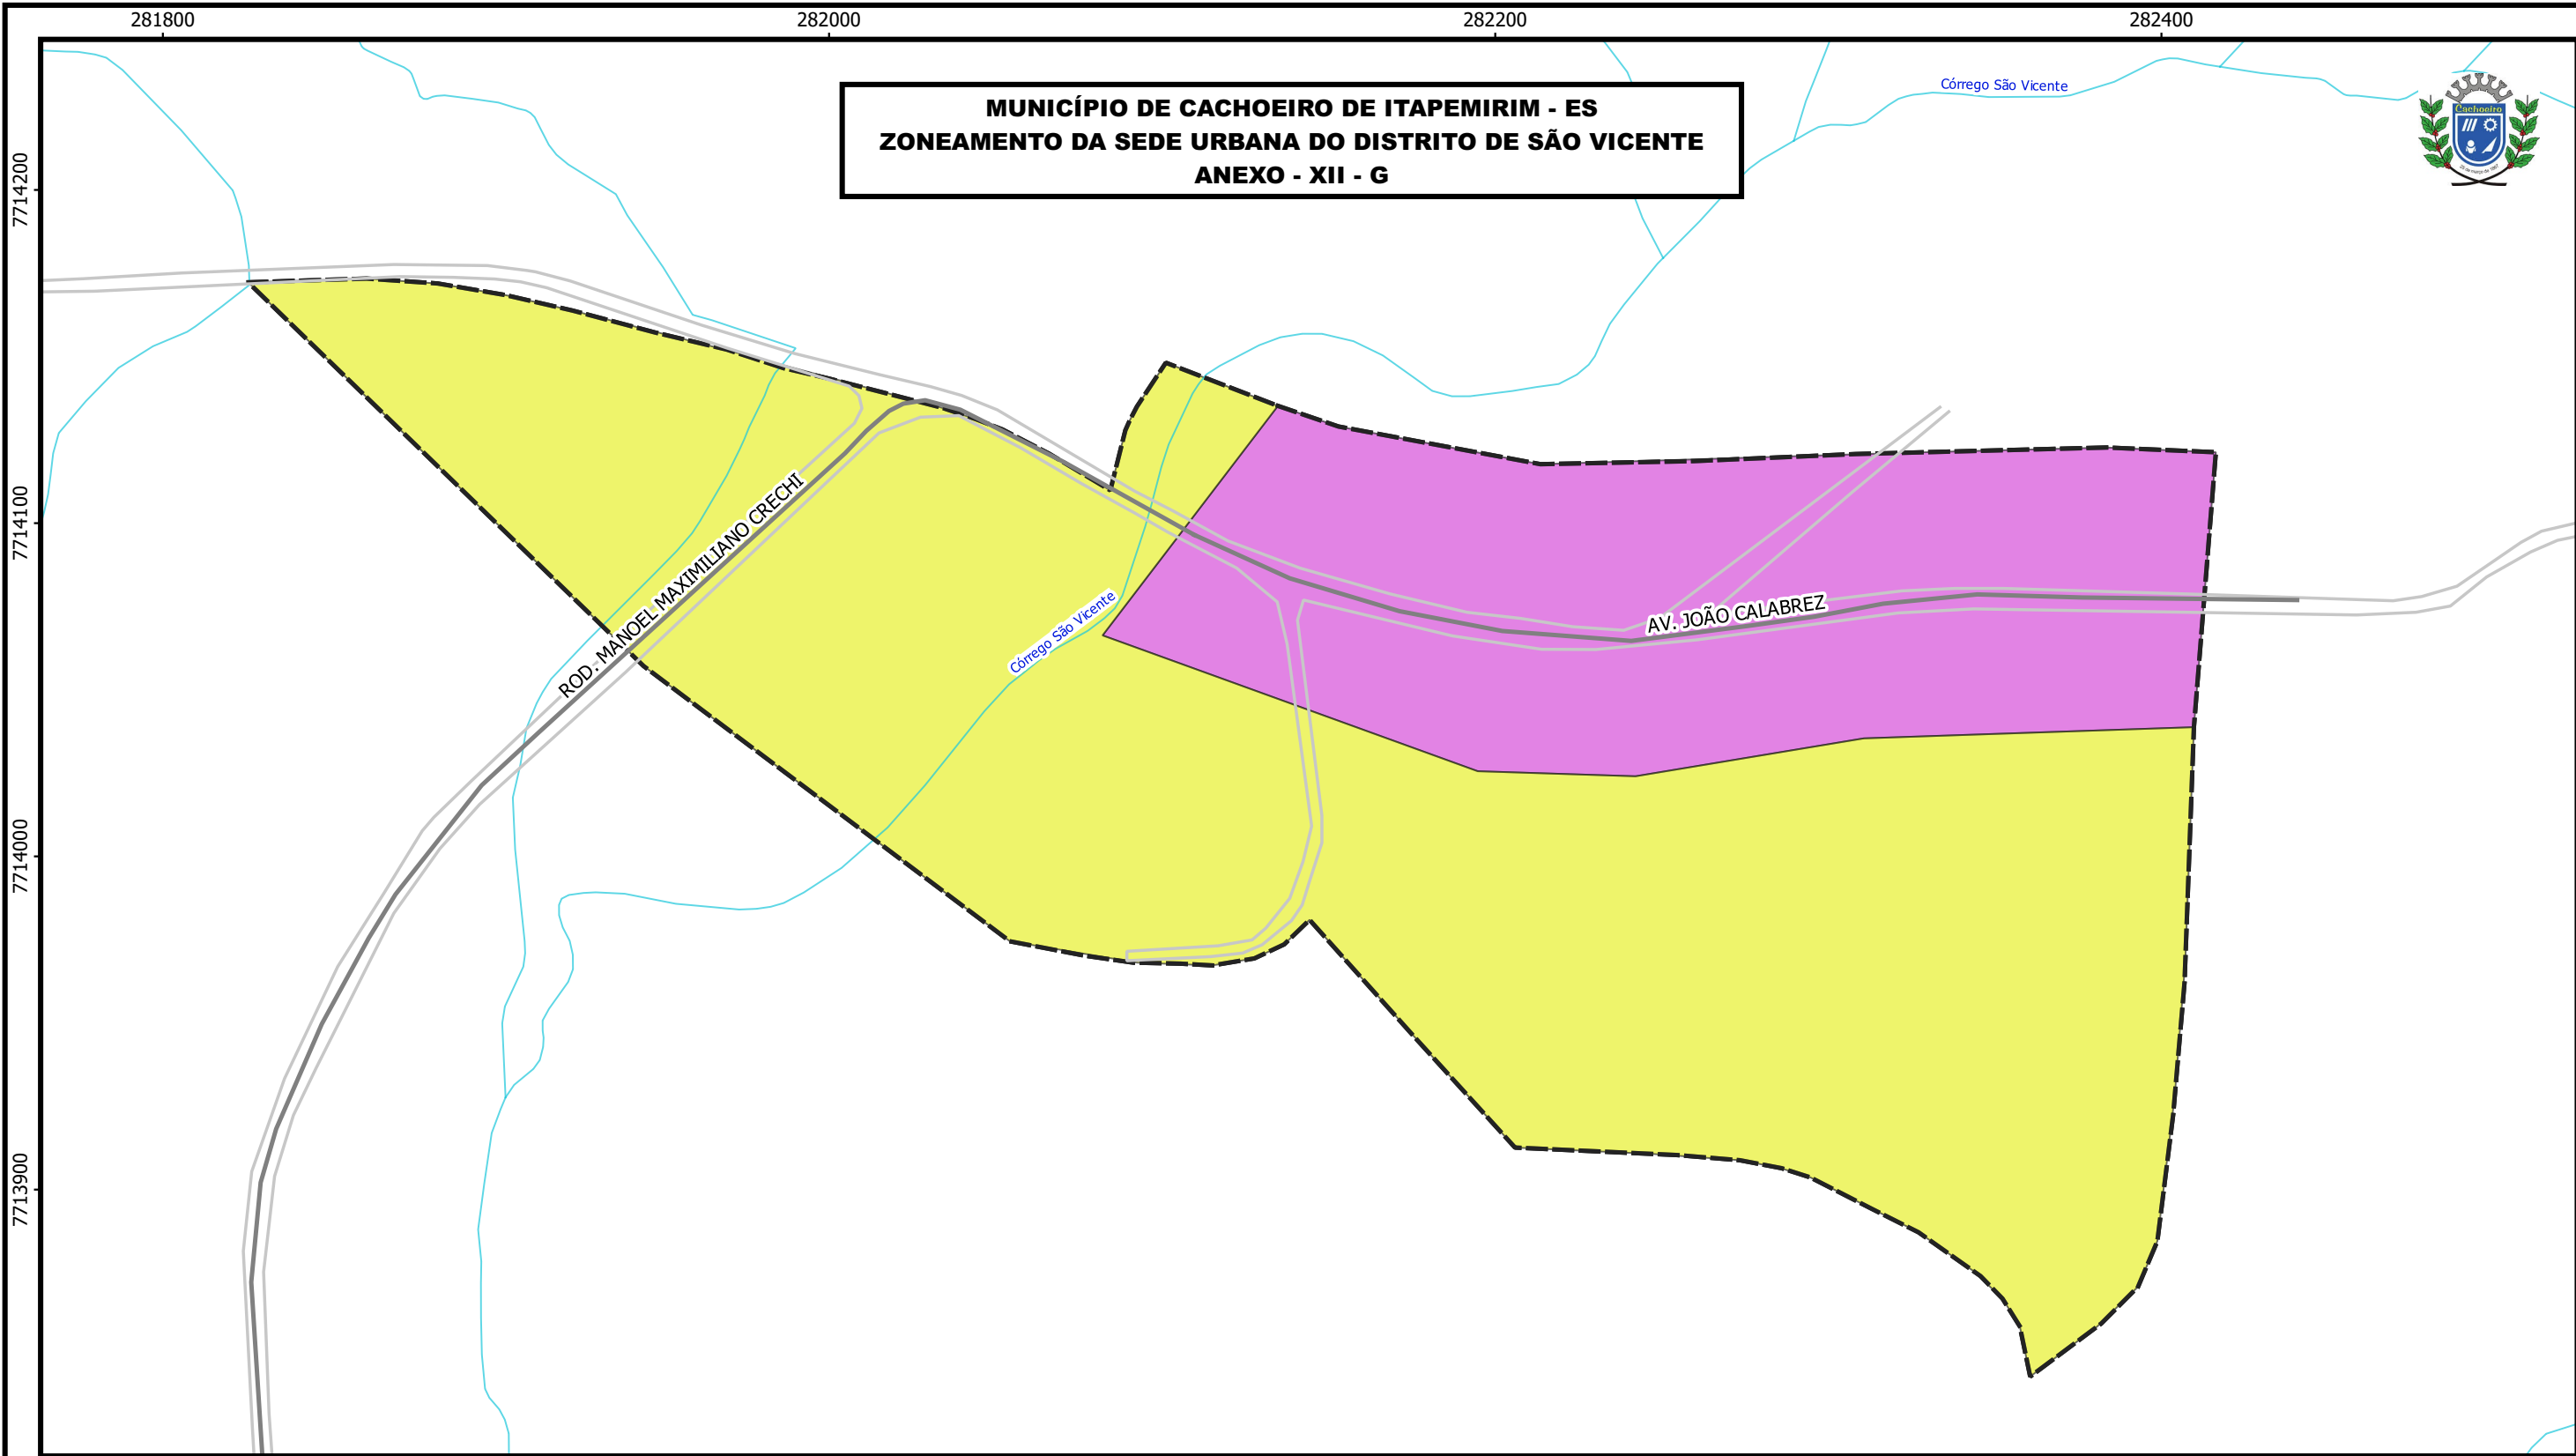 281800
282000
282200
282400
7714200
7714100
7714000
7713900
MUNICÍPIO DE CACHOEIRO DE ITAPEMIRIM - ES
ZONEAMENTO DA SEDE URBANA DO DISTRITO DE SÃO VICENTE
ANEXO - XII - G
Córrego São Vicente
Cachoeiro
ROD. MANOEL MAXIMILIANO CRECHI
Córrego São Vicente
AV. JOÃO CALABREZ